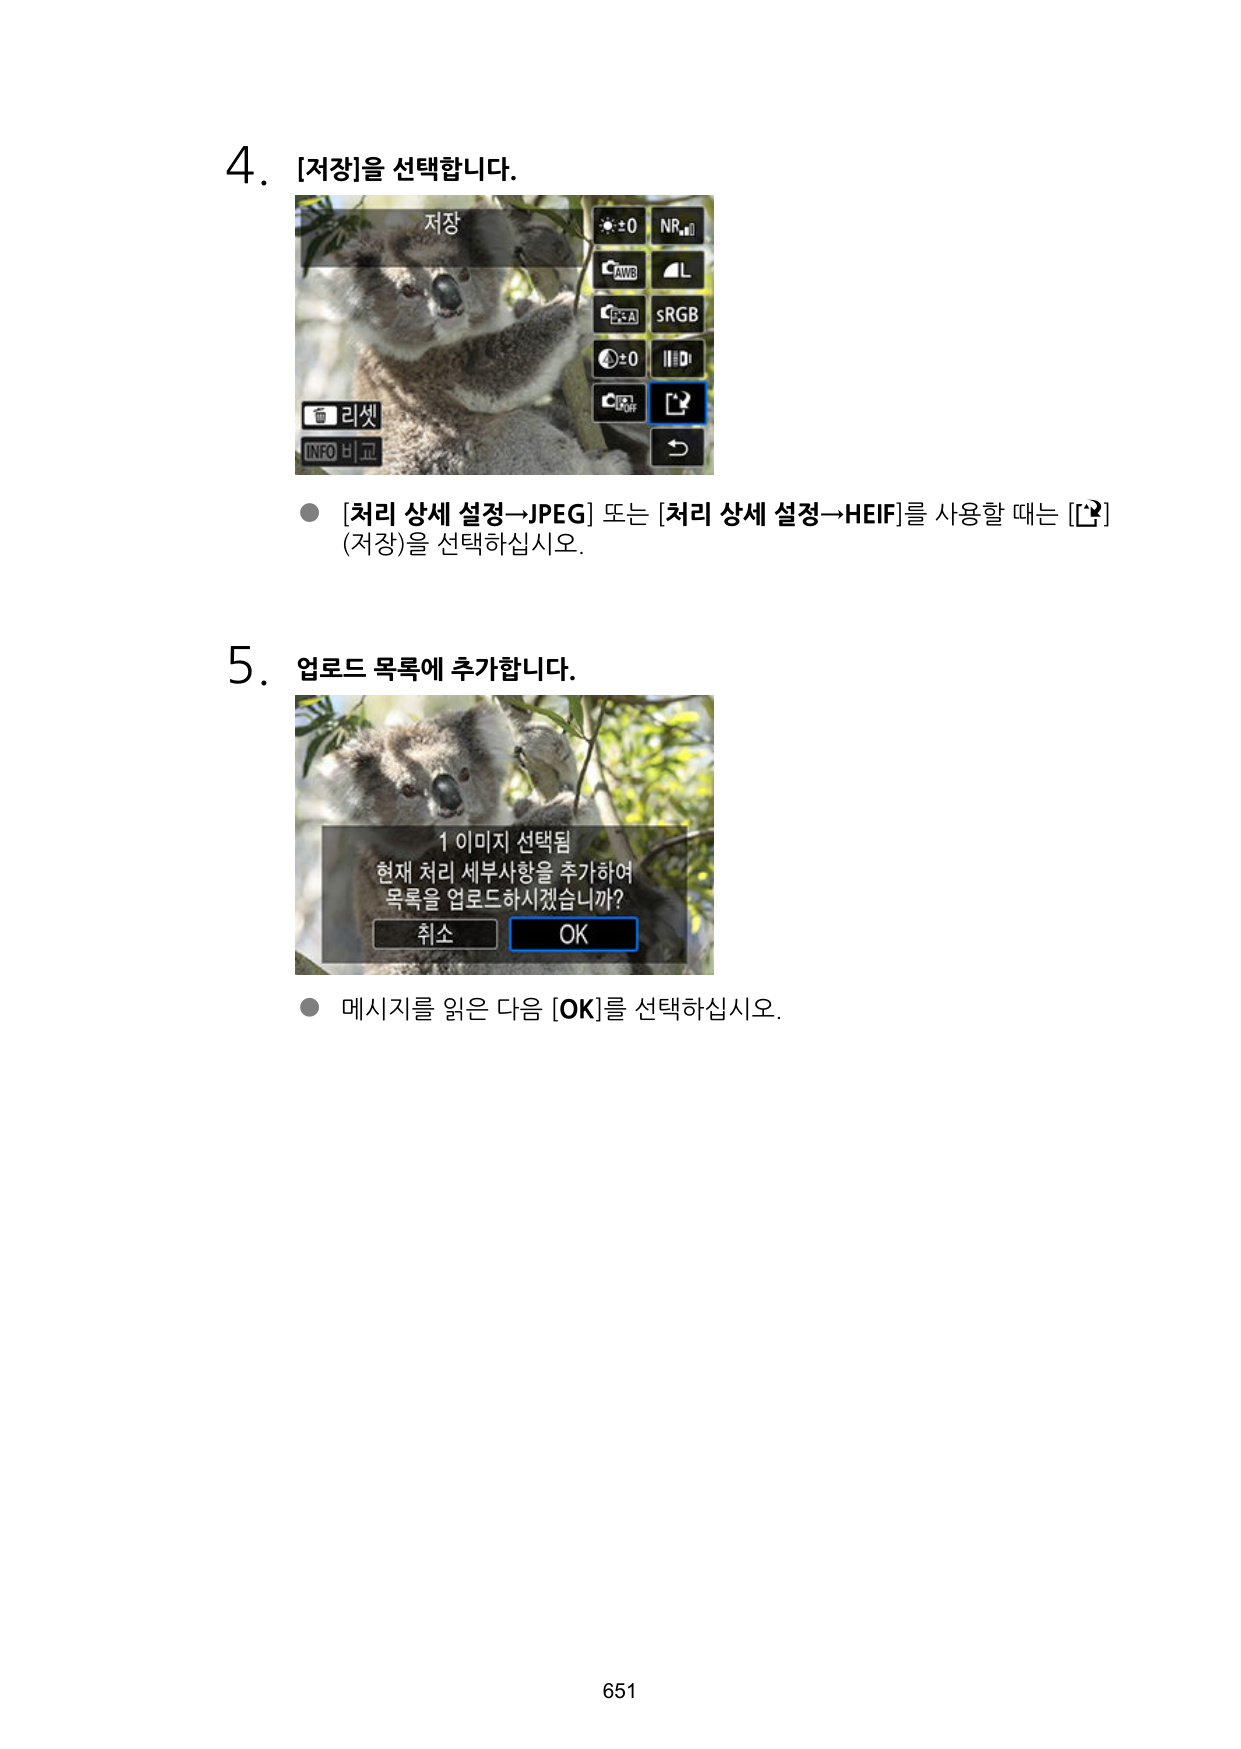 4. [저장]을 선택합니다.
저장
±0 NR
AWB L
A sRGB
±0
OFF
리셋
INFO 비교
● [처리 상세 설정→JPEG] 또는 [처리 상세 설정→HEIF]를 사용할 때는 []
(저장)을 선택하십시오.
5. 업로드 목록에 추가합니다.
1 이미지 선택됨
현재 처리 세부사항을 추가하여
목록을 업로드하시겠습니까?
취소 OK
● 메시지를 읽은 다음 [OK]를 선택하십시오.
651